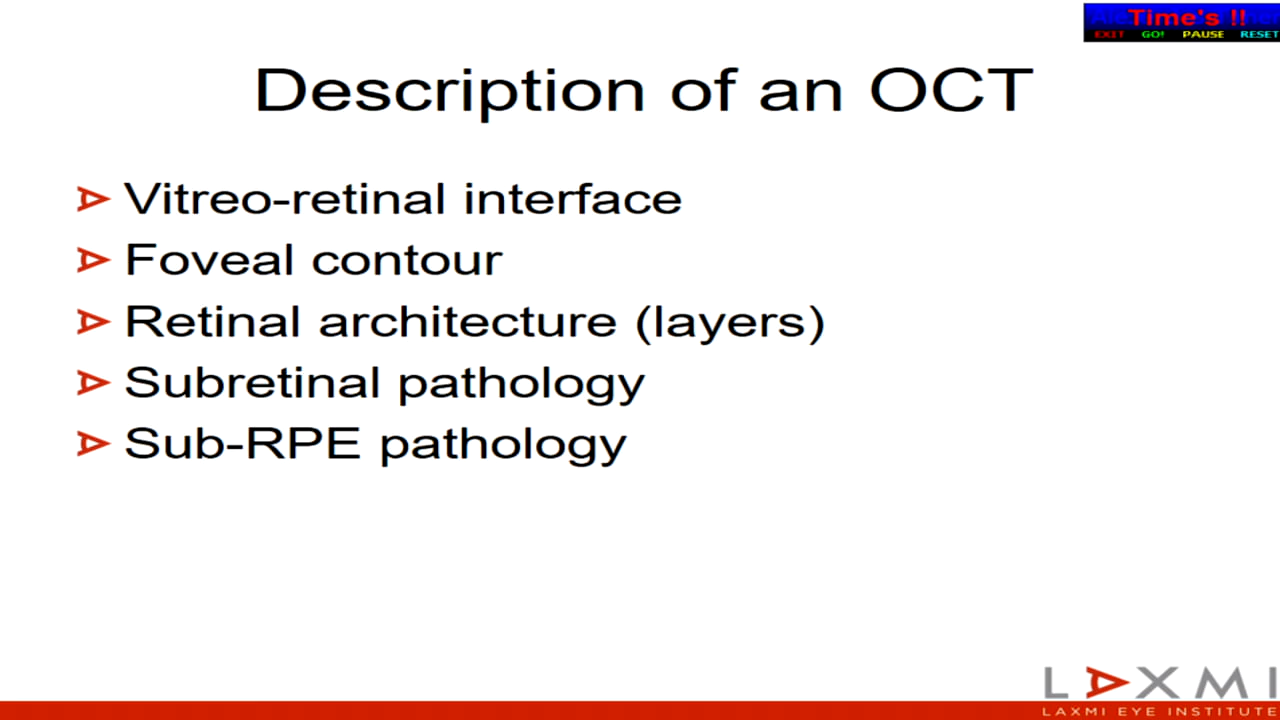 Time's !!
EXIT GO! PAUSE RESET
Description of an OCT
Vitreo-retinal interface
Foveal contour
Retinal architecture (layers)
Subretinal pathology
Sub-RPE pathology
LAXMI
LAXMI EYE INSTITUTE